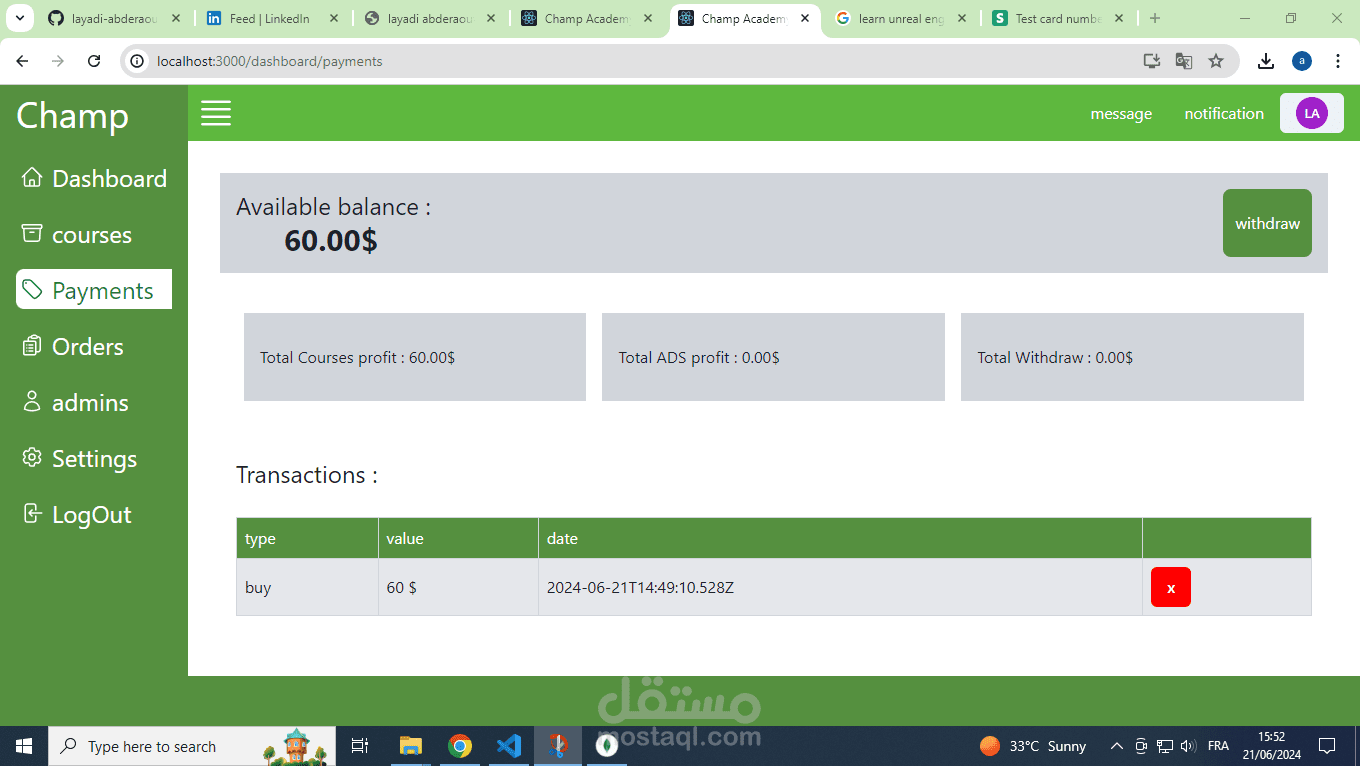 layadi-abderaou
Feed | LinkedIn
layadi abderaou
Champ Academ
Champ Academ
learn unreal eng
Test card numbe
localhost:3000/dashboard/payments
a
Champ
message
notification
LA
Dashboard
courses
Payments
Orders
admins
Settings
LogOut
Available balance :
60.00$
withdraw
Total Courses profit : 60.00$
Total ADS profit : 0.00$
Total Withdraw : 0.00$
Transactions :
type value date
buy 60 $ 2024-06-21T14:49:10.528Z x
مستقل
mostaql.com
Type here to search
33°C Sunny
FRA
15:52
21/06/2024